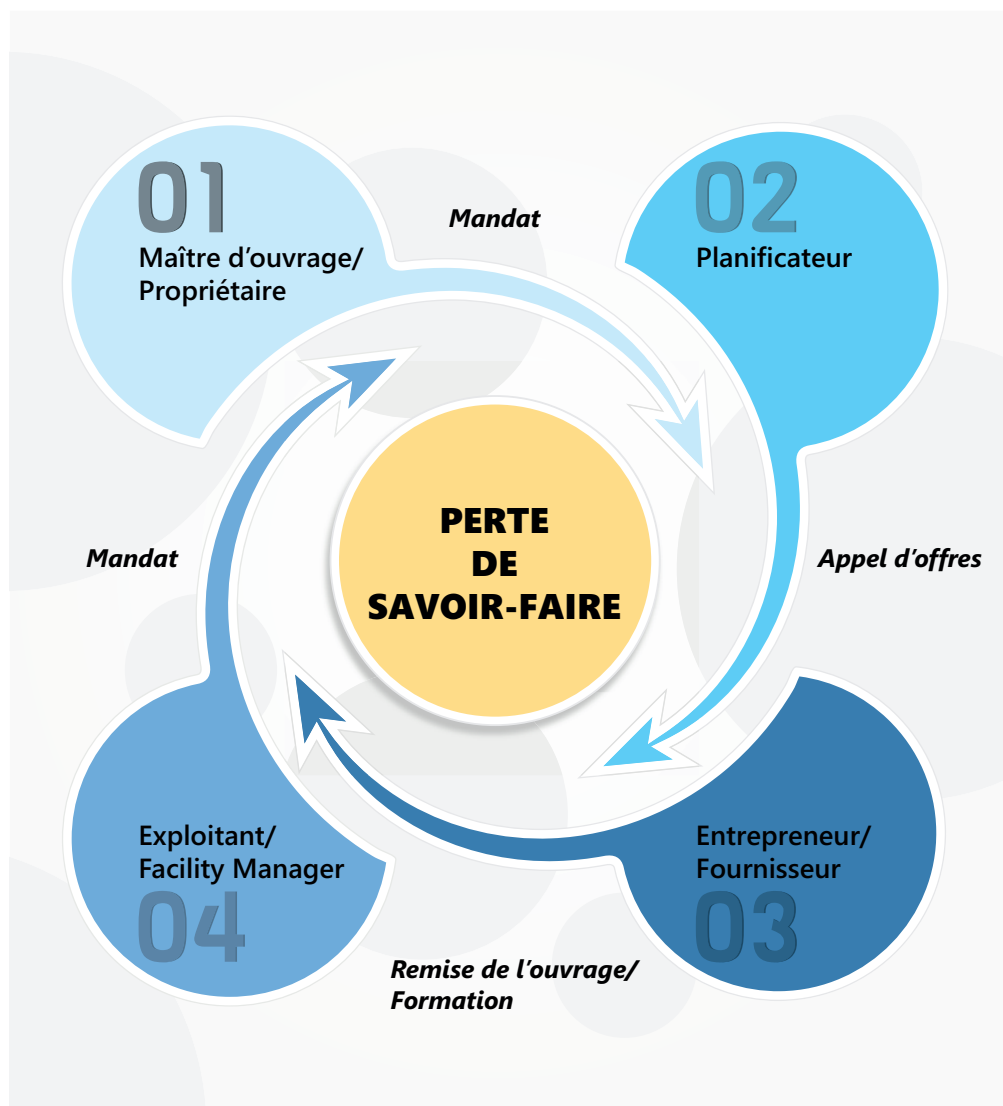 01
Maître d'ouvrage/
Propriétaire
Mandat
02
Planificateur
PERTE
DE
SAVOIR-FAIRE
Mandat
Appel d'offres
Exploitant/
Facility Manager
04
Entrepreneur/
Fournisseur
03
Remise de l'ouvrage/
Formation